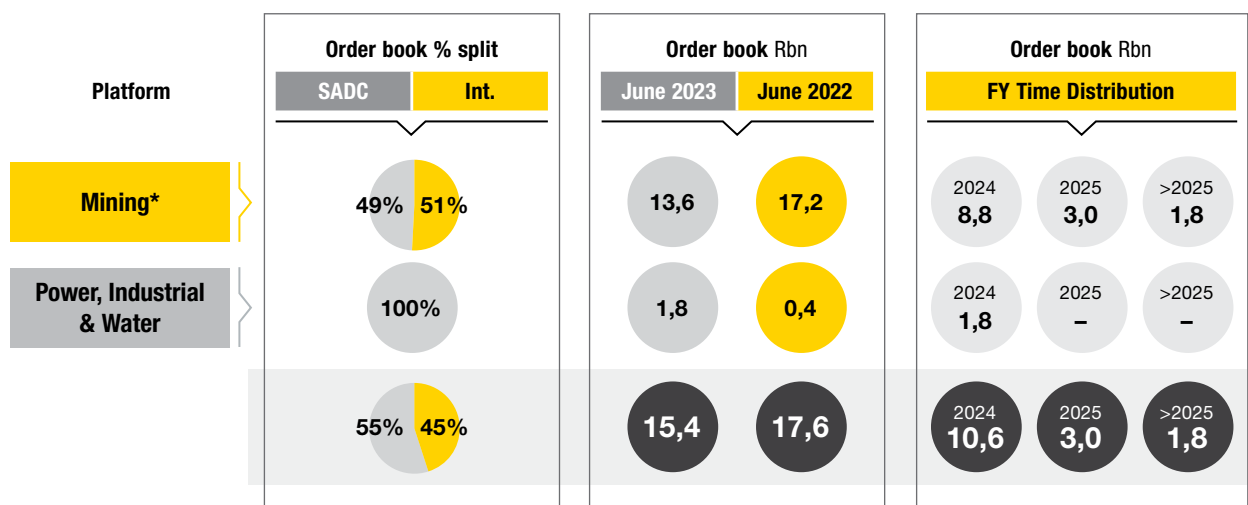 Platform
Order book % split
SADC Int.
Order book Rbn
June 2023 June 2022
Order book Rbn
FY Time Distribution
Mining*
49% 51%
13,6 17,2
2024 2025 >2025
8,8 3,0 1,8
Power, Industrial
& Water
100%
1,8 0,4
2024 2025 >2025
1,8 – –
55% 45%
15,4 17,6
2024 2025 >2025
10,6 3,0 1,8